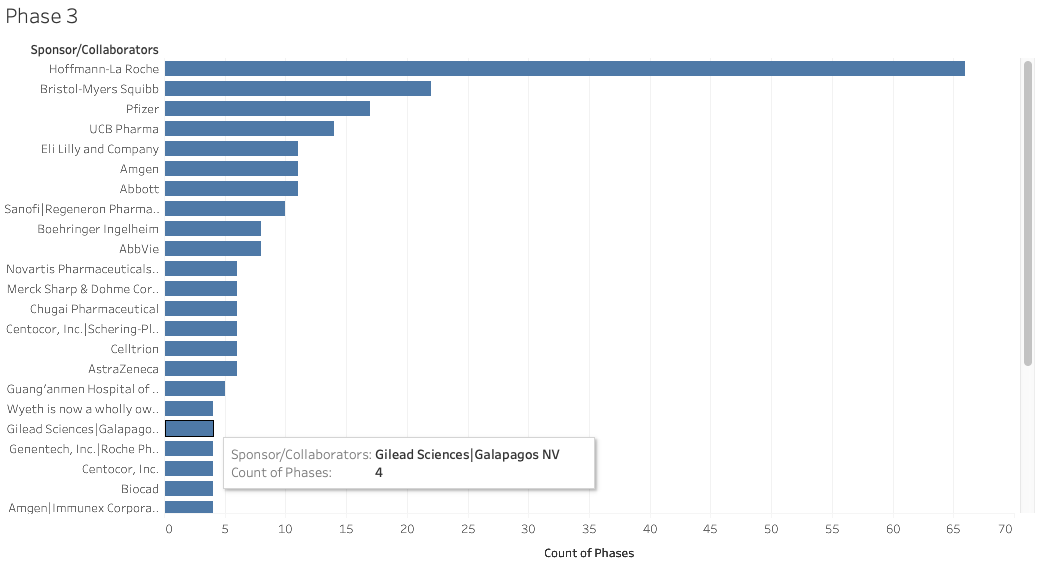 Phase 3
Sponsor/Collaborators
Hoffmann-La Roche
Bristol-Myers Squibb
Pfizer
UCB Pharma
Eli Lilly and Company
Amgen
Abbott
Sanofi|Regeneron Pharma..
Boehringer Ingelheim
AbbVie
Novartis Pharmaceuticals..
Merck Sharp & Dohme Cor..
Chugai Pharmaceutical
Centocor, Inc.|Schering-Pl..
Celltrion
AstraZeneca
Guang'anmen Hospital of ..
Wyeth is now a wholly ow..
Gilead Sciences|Galapago..
Genentech, Inc.|Roche Ph..
Centocor, Inc.
Biocad
Amgen|Immunex Corpora..
Sponsor/Collaborators: Gilead Sciences|Galapagos NV
Count of Phases: 4
0 5 10 15 20 25 30 35 40 45 50 55 60 65 70
Count of Phases